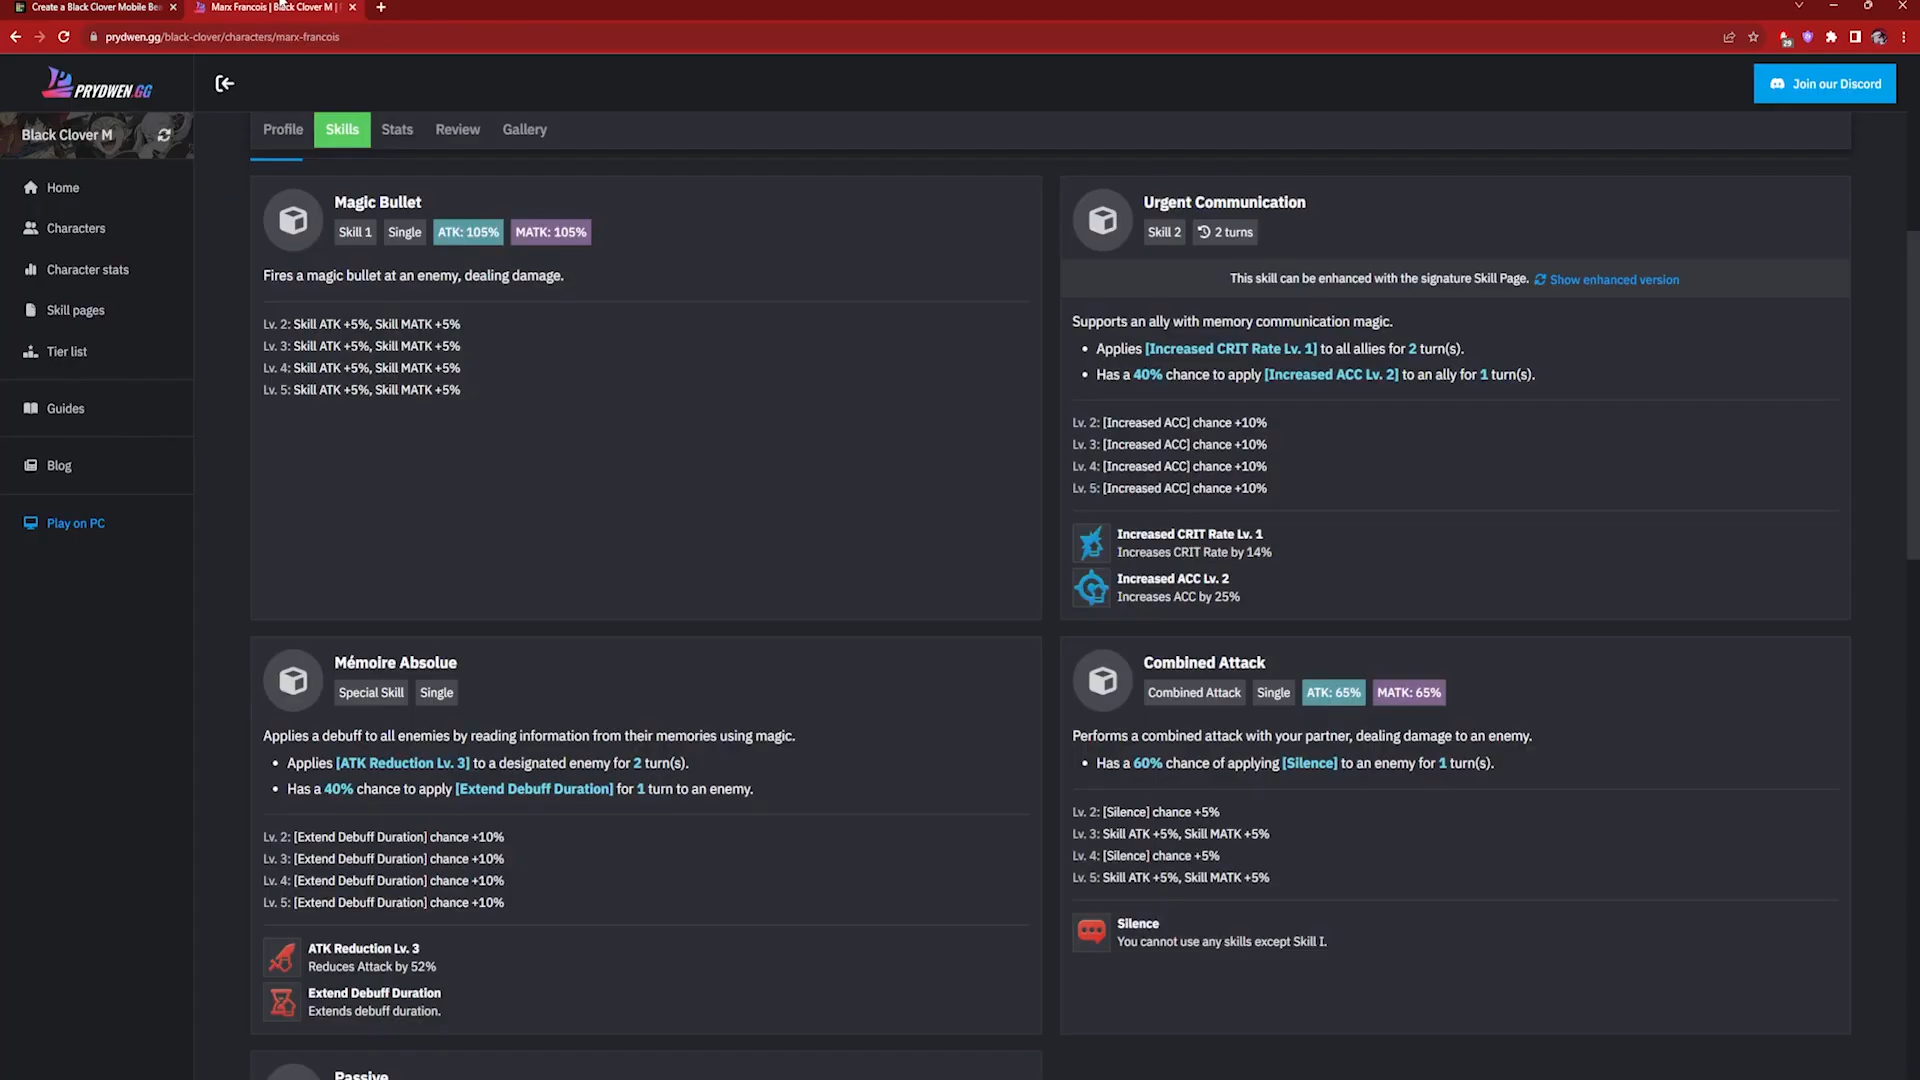 Create a Black Clover Mobile Be
Marx Francois | Black Clover M |
prydwen.gg/black-clover/characters/marx-francois
29
PRYDWEN.GG
Join our Discord
Black Clover M
Profile
Skills
Stats
Review
Gallery
Home
Characters
Character stats
Skill pages
Tier list
Guides
Blog
Play on PC
Magic Bullet
Skill 1
Single
ATK: 105%
MATK: 105%
Fires a magic bullet at an enemy, dealing damage.
Lv. 2: Skill ATK +5%, Skill MATK +5%
Lv. 3: Skill ATK +5%, Skill MATK +5%
Lv. 4: Skill ATK +5%, Skill MATK +5%
Lv. 5: Skill ATK +5%, Skill MATK +5%
Urgent Communication
Skill 2
2 turns
This skill can be enhanced with the signature Skill Page. Show enhanced version
Supports an ally with memory communication magic.
• Applies [Increased CRIT Rate Lv. 1] to all allies for 2 turn(s).
• Has a 40% chance to apply [Increased ACC Lv. 2] to an ally for 1 turn(s).
Lv. 2: [Increased ACC] chance +10%
Lv. 3: [Increased ACC] chance +10%
Lv. 4: [Increased ACC] chance +10%
Lv. 5: [Increased ACC] chance +10%
Increased CRIT Rate Lv. 1
Increases CRIT Rate by 14%
Increased ACC Lv. 2
Increases ACC by 25%
Mémoire Absolue
Special Skill
Single
Applies a debuff to all enemies by reading information from their memories using magic.
• Applies [ATK Reduction Lv. 3] to a designated enemy for 2 turn(s).
• Has a 40% chance to apply [Extend Debuff Duration] for 1 turn to an enemy.
Lv. 2: [Extend Debuff Duration] chance +10%
Lv. 3: [Extend Debuff Duration] chance +10%
Lv. 4: [Extend Debuff Duration] chance +10%
Lv. 5: [Extend Debuff Duration] chance +10%
ATK Reduction Lv. 3
Reduces Attack by 52%
Extend Debuff Duration
Extends debuff duration.
Combined Attack
Combined Attack
Single
ATK: 65%
MATK: 65%
Performs a combined attack with your partner, dealing damage to an enemy.
• Has a 60% chance of applying [Silence] to an enemy for 1 turn(s).
Lv. 2: [Silence] chance +5%
Lv. 3: Skill ATK +5%, Skill MATK +5%
Lv. 4: [Silence] chance +5%
Lv. 5: Skill ATK +5%, Skill MATK +5%
Silence
You cannot use any skills except Skill I.
Passive